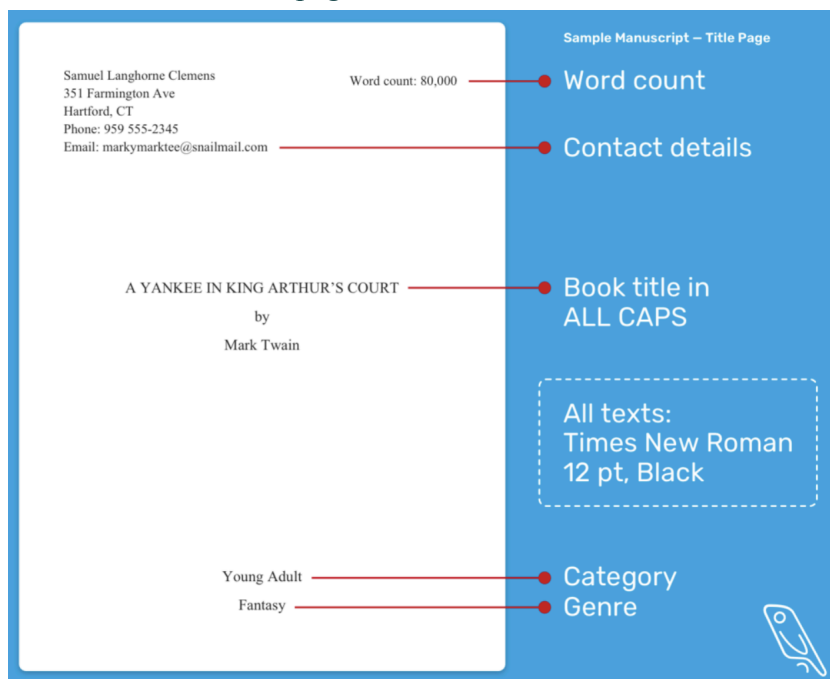 Sample Manuscript – Title Page
Samuel Langhorne Clemens
351 Farmington Ave
Hartford, CT
Phone: 959 555-2345
Email: markymarktee@snailmail.com
Word count: 80,000
Word count
Contact details
A YANKEE IN KING ARTHUR'S COURT
by
Mark Twain
Book title in
ALL CAPS
All texts:
Times New Roman
12 pt, Black
Young Adult
Category
Fantasy
Genre